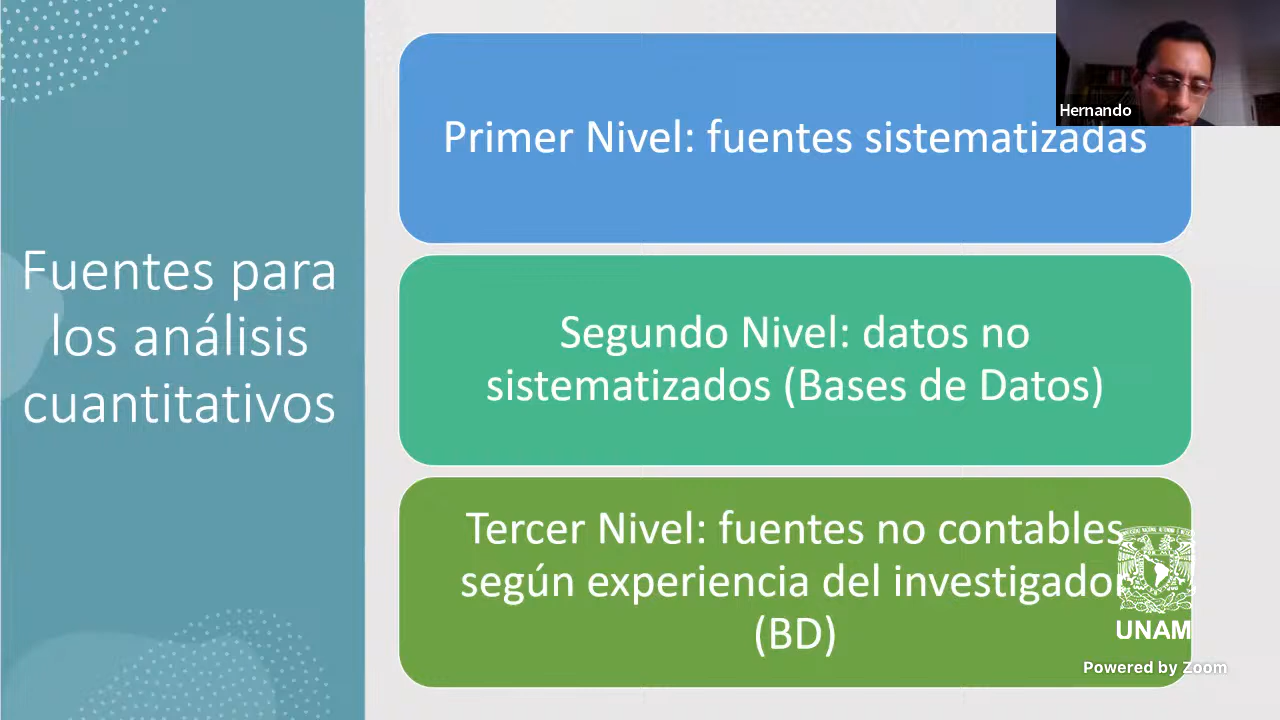 Hernando
Primer Nivel: fuentes sistematizadas
Fuentes para
los análisis
cuantitativos
Segundo Nivel: datos no
sistematizados (Bases de Datos)
Tercer Nivel: fuentes no contables
según experiencia del investigador
(BD)
UNAM
Powered by Zoom